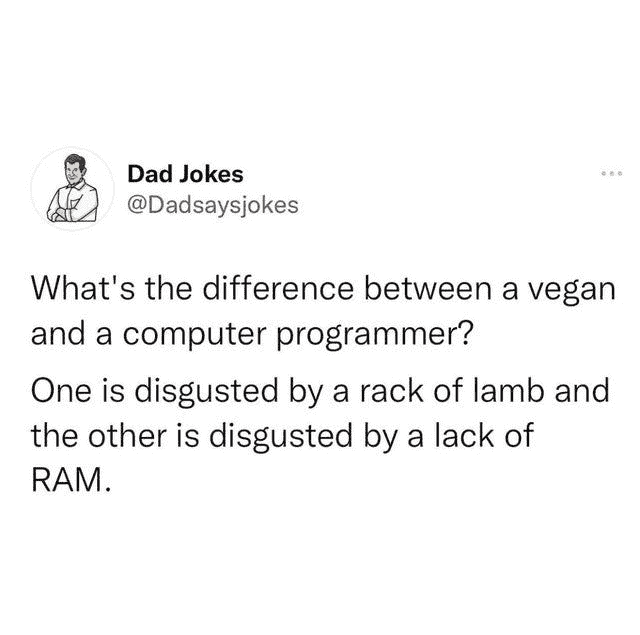 Dad Jokes
@Dadsaysjokes
What's the difference between a vegan
and a computer programmer?
One is disgusted by a rack of lamb and
the other is disgusted by a lack of
RAM.